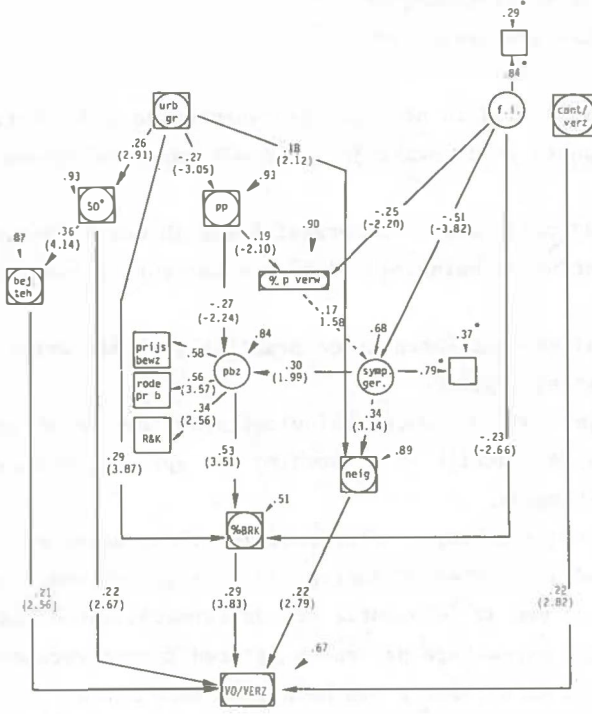 .29°
.84°
urb
gr
f.i.
cant/
verz
.26
(2.91)
-.27
(-3.05)
.18
(2.12)
.93
.93
50°
PP
-.25
(-2.20)
-.51
(-3.82)
.90
.87
.36
(4.14)
-.19
(-2.10)
bej
teh
% p verw
-.27
(-2.24)
.17
1.58
.68
.37°
.84
prijs
bewz
.58
pbz
.30
(1.99)
symp.
ger.
.79°
rode
pr b
.56
(3.57)
.34
(2.56)
R&K
.34
(3.14)
-.23
(-2.66)
.29
(3.87)
.53
(3.51)
.89
neig
.51
%BRK
.21
(2.56)
.22
(2.67)
.29
(3.83)
.22
(2.79)
.22
(2.82)
.67
VO/VERZ